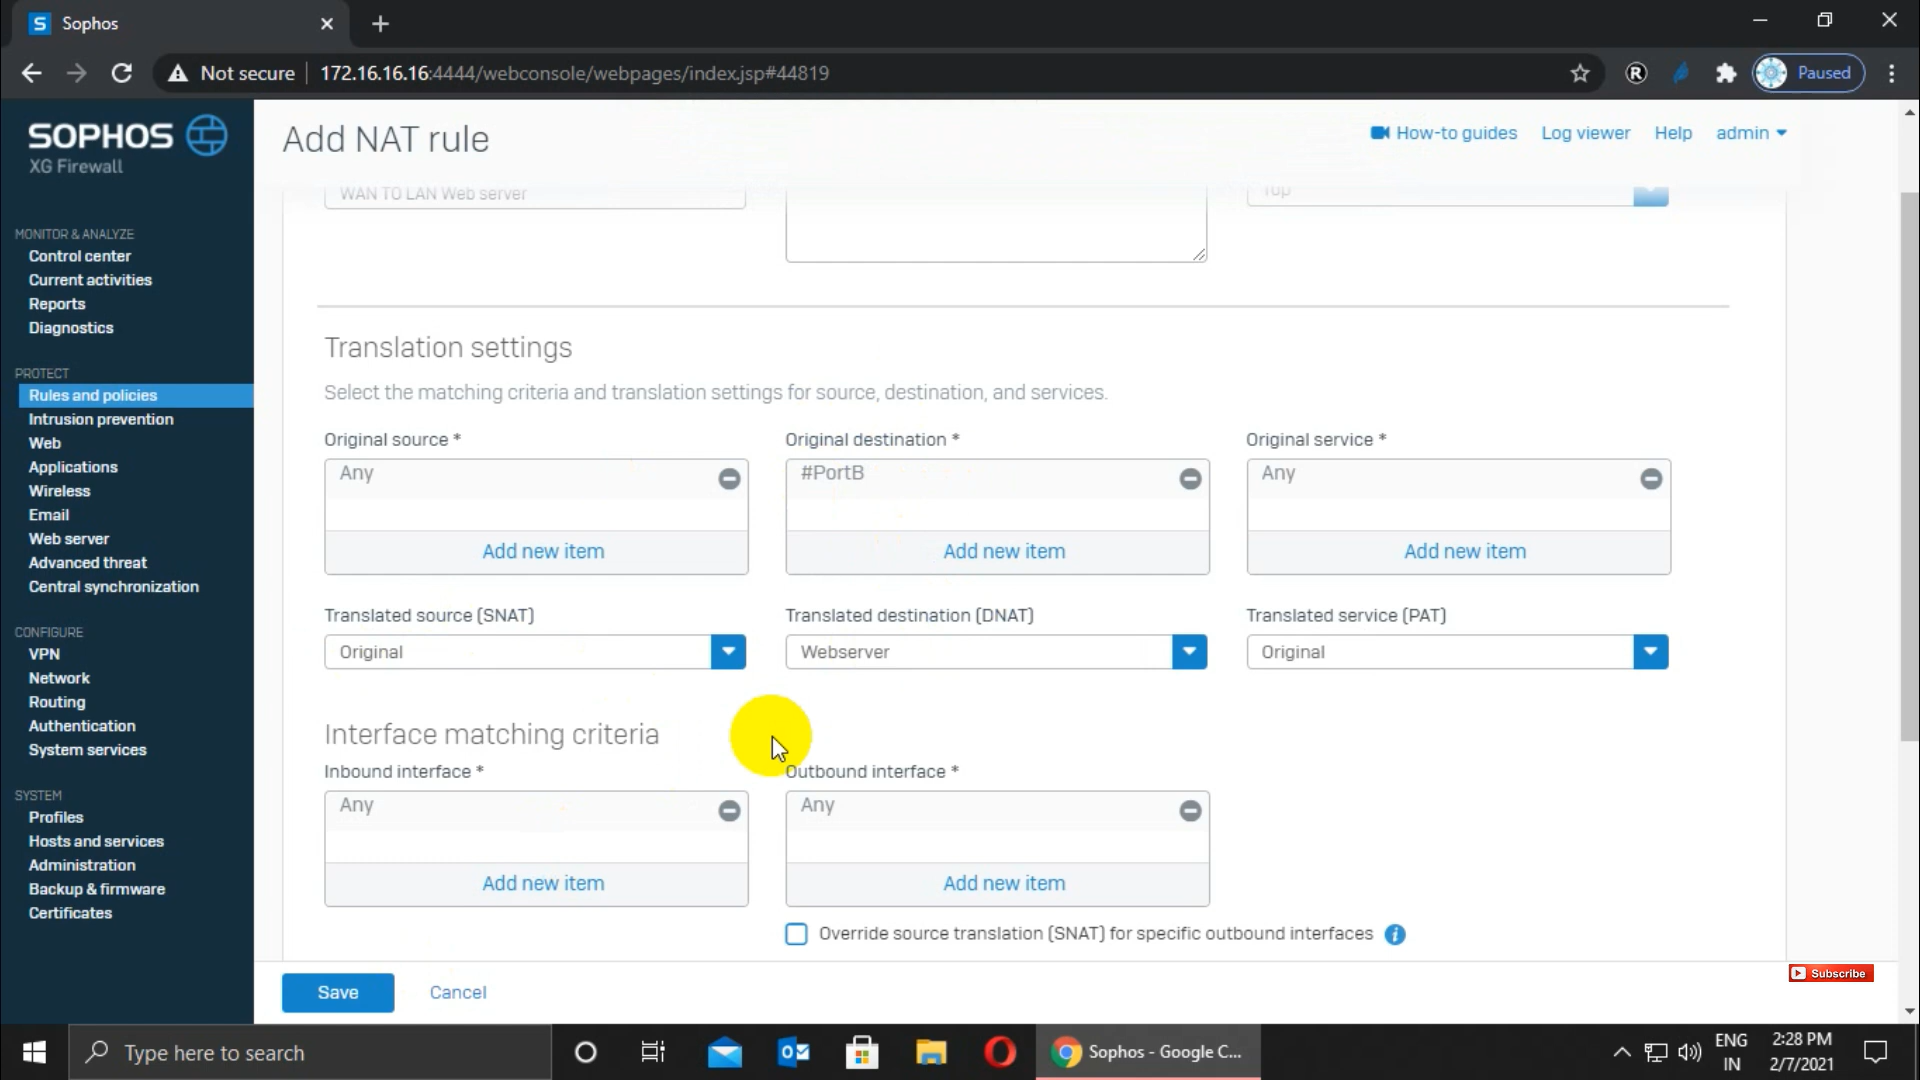 Sophos
Not secure
172.16.16.16:4444/webconsole/webpages/index.jsp#44819
Paused
SOPHOS
XG Firewall
Add NAT rule
How-to guides
Log viewer
Help
admin
WAN TO LAN Web server
Top
MONITOR & ANALYZE
Control center
Current activities
Reports
Diagnostics
PROTECT
Rules and policies
Intrusion prevention
Web
Applications
Wireless
Email
Web server
Advanced threat
Central synchronization
CONFIGURE
VPN
Network
Routing
Authentication
System services
SYSTEM
Profiles
Hosts and services
Administration
Backup & firmware
Certificates
Translation settings
Select the matching criteria and translation settings for source, destination, and services.
Original source *
Original destination *
Original service *
Any
#PortB
Any
Add new item
Add new item
Add new item
Translated source (SNAT)
Translated destination (DNAT)
Translated service (PAT)
Original
Webserver
Original
Interface matching criteria
Inbound interface *
Outbound interface *
Any
Any
Add new item
Add new item
Override source translation (SNAT) for specific outbound interfaces
Save
Cancel
Subscribe
Type here to search
Sophos - Google C...
ENG
IN
2:28 PM
2/7/2021